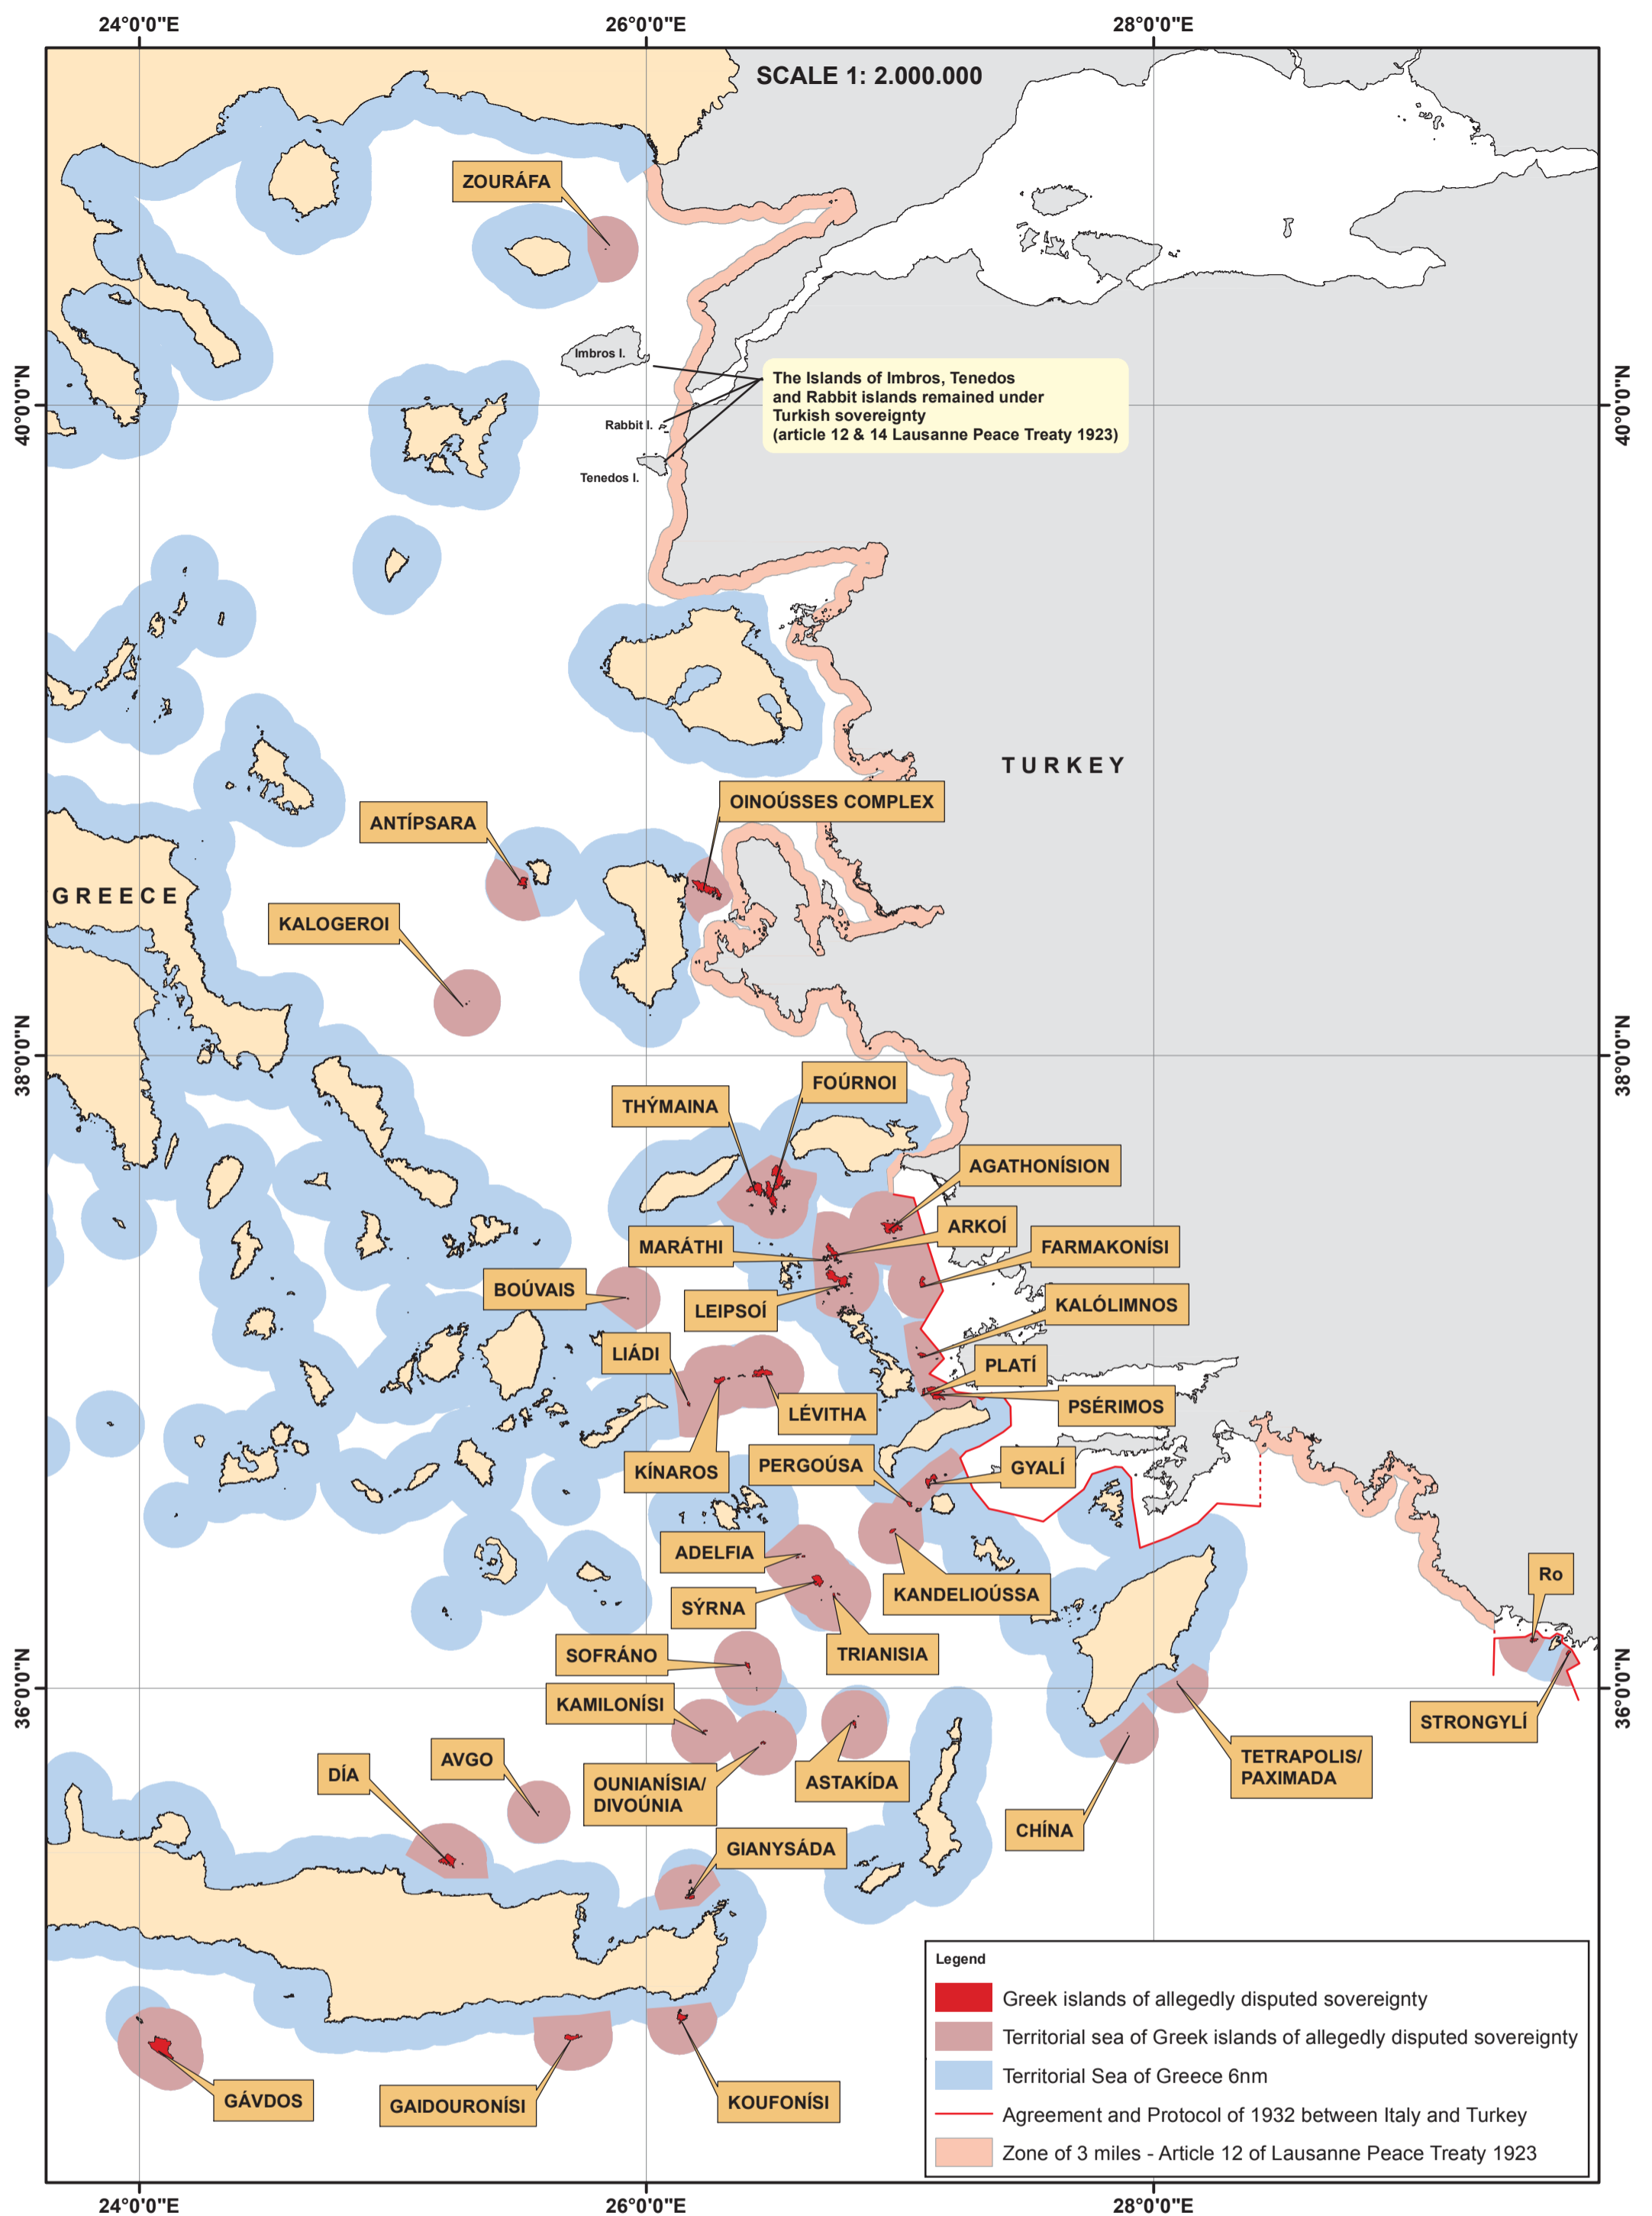 24°0'0"E
26°0'0"E
28°0'0"E
SCALE 1: 2.000.000
ZOURÁFA
Imbros I.
The Islands of Imbros, Tenedos
and Rabbit islands remained under
Turkish sovereignty
(article 12 & 14 Lausanne Peace Treaty 1923)
40°0'0"N
40°0'0"N
Rabbit I.
Tenedos I.
TURKEY
OINOÚSSES COMPLEX
ANTÍPSARA
GREECE
KALOGEROI
38°0'0"N
38°0'0"N
FOÚRNOI
THÝMAINA
AGATHONÍSION
ARKOÍ
MARÁTHI
FARMAKONÍSI
BOÚVAIS
LEIPSOÍ
KALÓLIMNOS
LIÁDI
PLATÍ
PSÉRIMOS
LÉVITHA
KÍNAROS
PERGOÚSA
GYALÍ
ADELFIA
KANDELIOÚSSA
Ro
SÝRNA
TRIANISIA
SOFRÁNO
36°0'0"N
36°0'0"N
KAMILONÍSI
STRONGYLÍ
AVGO
DÍA
OUNIANÍSIA/
DIVOÚNIA
ASTAKÍDA
TETRAPOLIS/
PAXIMADA
CHÍNA
GIANYSÁDA
GÁVDOS
GAIDOURONÍSI
KOUFONÍSI
Legend
Greek islands of allegedly disputed sovereignty
Territorial sea of Greek islands of allegedly disputed sovereignty
Territorial Sea of Greece 6nm
Agreement and Protocol of 1932 between Italy and Turkey
Zone of 3 miles - Article 12 of Lausanne Peace Treaty 1923
24°0'0"E
26°0'0"E
28°0'0"E